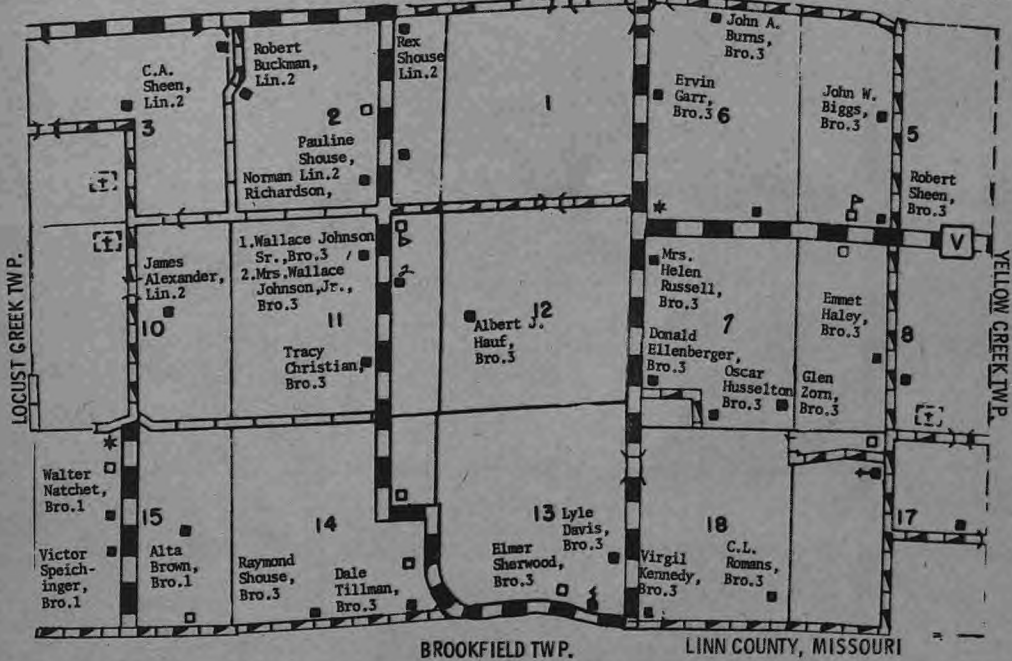 C.A.
Sheen,
Lin.2
3
Robert
Buckman,
Lin.2
2
Pauline
Shouse,
Lin.2
Norman
Richardson,
Rex
Shouse
Lin.2
1
John A.
Burns,
Bro.3
Ervin
Garr,
Bro.3
6
John W.
Biggs,
Bro.3
5
Robert
Sheen,
Bro.3
V
LOCUST GREEK TWP.
YELLOW CREEK TWP.
James
Alexander,
Lin.2
10
1.Wallace Johnson
Sr.,Bro.3
2.Mrs.Wallace
Johnson,Jr.,
Bro.3
1
2
11
Tracy
Christian,
Bro.3
12
Albert J.
Hauf,
Bro.3
*
Mrs.
Helen
Russell,
Bro.3
7
Donald
Ellenberger,
Bro.3
Oscar
Husselton
Bro.3
Emmet
Haley,
Bro.3
Glen
Zorn,
Bro.3
8
*
Walter
Natchet,
Bro.1
Victor
Speich-
inger,
Bro.1
15
Alta
Brown,
Bro.1
14
Raymond
Shouse,
Bro.3
Dale
Tillman,
Bro.3
13
Lyle
Davis,
Bro.3
Elmer
Sherwood,
Bro.3
18
Virgil
Kennedy,
Bro.3
C.L.
Romans,
Bro.3
17
BROOKFIELD TWP.
LINN COUNTY, MISSOURI